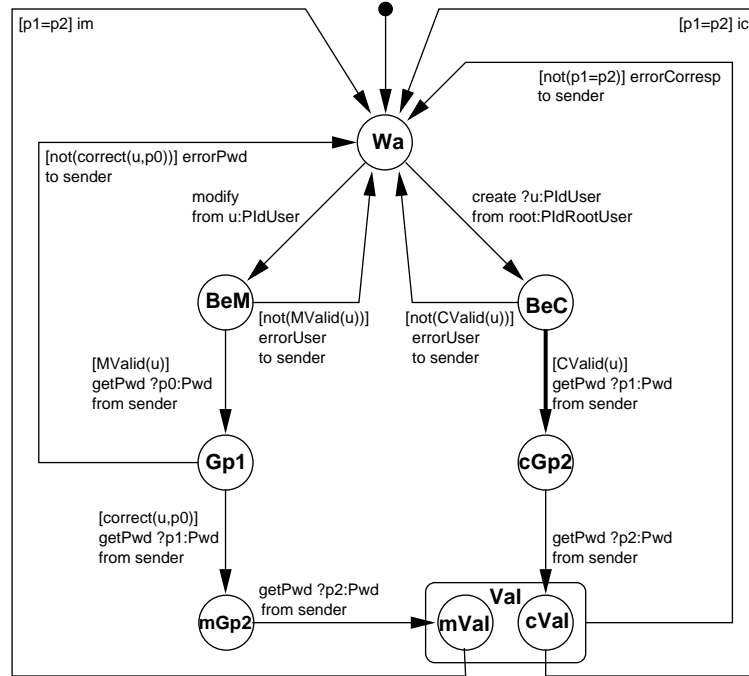 [p1=p2] im
[p1=p2] ic
[not(p1=p2)] errorCorresp
to sender
Wa
[not(correct(u,p0))] errorPwd
to sender
modify
from u:PIdUser
create ?u:PIdUser
from root:PIdRootUser
BeM
BeC
[not(MValid(u))]
errorUser
to sender
[not(CValid(u))]
errorUser
to sender
[MValid(u)]
getPwd ?p0:Pwd
from sender
[CValid(u)]
getPwd ?p1:Pwd
from sender
Gp1
cGp2
[correct(u,p0)]
getPwd ?p1:Pwd
from sender
getPwd ?p2:Pwd
from sender
getPwd ?p2:Pwd
from sender
Val
mGp2
mVal
cVal